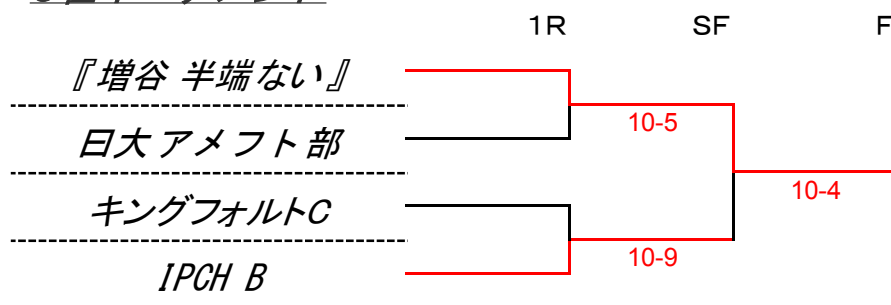 1R SF F
『増谷 半端ない』
10-5
日大アメフト部
10-4
キングフォルトC
10-9
IPCH B